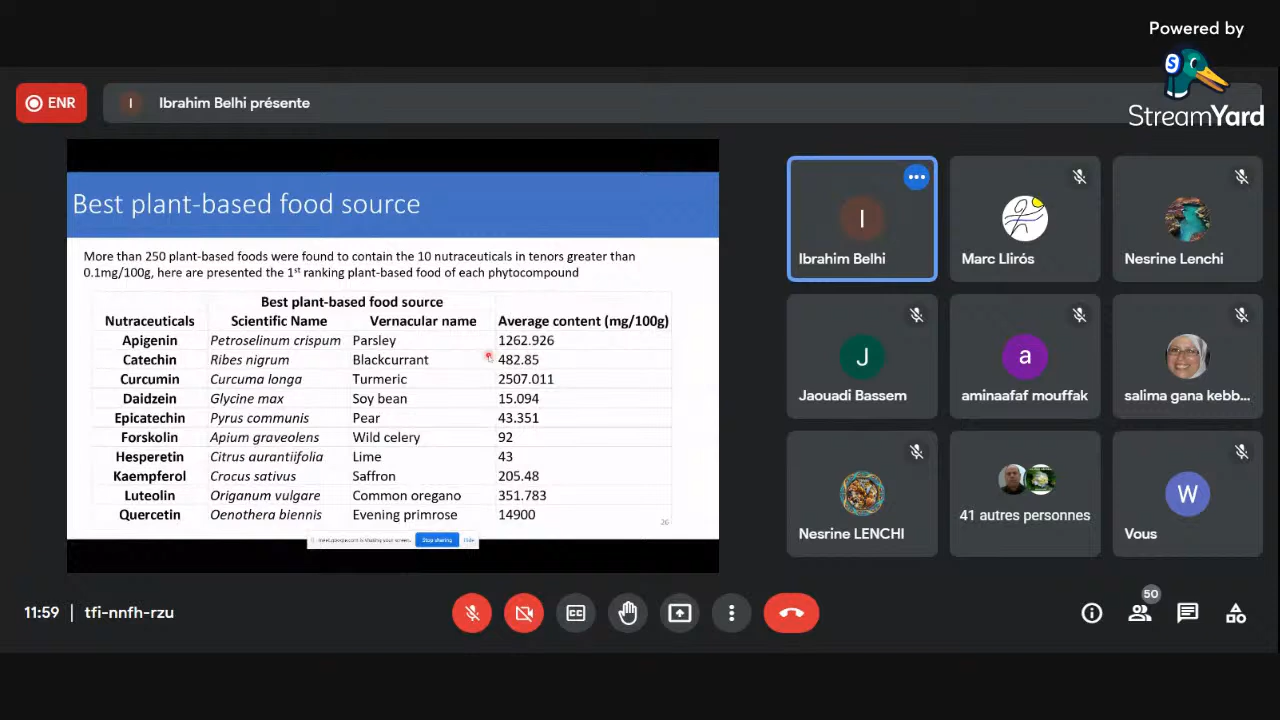 Powered by
StreamYard
ENR
I
Ibrahim Belhi présente
Best plant-based food source
More than 250 plant-based foods were found to contain the 10 nutraceuticals in tenors greater than
0.1mg/100g, here are presented the 1st ranking plant-based food of each phytocompound
Best plant-based food source
Nutraceuticals Scientific Name Vernacular name Average content (mg/100g)
Apigenin Petroselinum crispum Parsley 1262.926
Catechin Ribes nigrum Blackcurrant 482.85
Curcumin Curcuma longa Turmeric 2507.011
Daidzein Glycine max Soy bean 15.094
Epicatechin Pyrus communis Pear 43.351
Forskolin Apium graveolens Wild celery 92
Hesperetin Citrus aurantiifolia Lime 43
Kaempferol Crocus sativus Saffron 205.48
Luteolin Origanum vulgare Common oregano 351.783
Quercetin Oenothera biennis Evening primrose 14900
26
Stop sharing Hide
I
Ibrahim Belhi
Marc Llirós
Nesrine Lenchi
J
Jaouadi Bassem
a
aminaafaf mouffak
salima gana kebb...
Nesrine LENCHI
41 autres personnes
W
Vous
11:59 | tfi-nnfh-rzu
CC
50